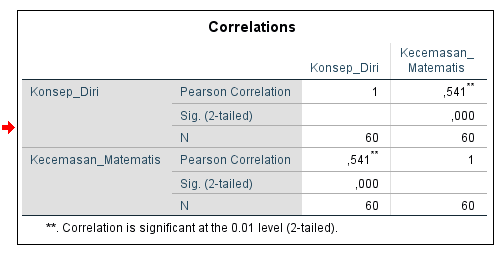 Correlations
Konsep_Diri Kecemasan_
Matematis
Konsep_Diri Pearson Correlation 1 ,541**
Sig. (2-tailed) ,000
N 60 60
Kecemasan_Matematis Pearson Correlation ,541** 1
Sig. (2-tailed) ,000
N 60 60
**. Correlation is significant at the 0.01 level (2-tailed).